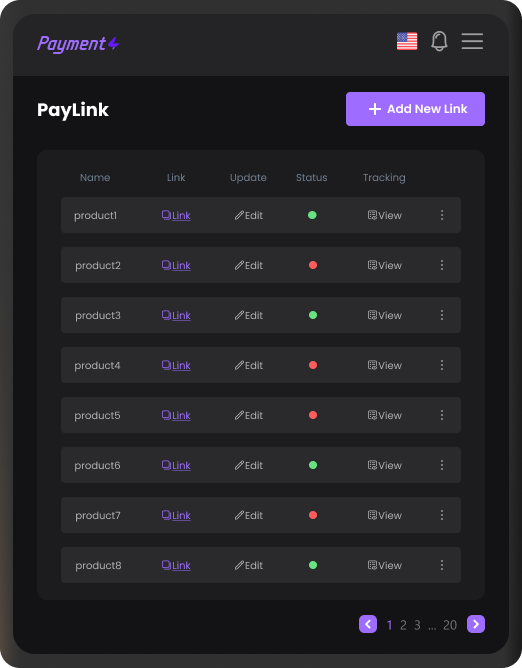 Payment
PayLink
Add New Link
Name Link Update Status Tracking
product1 Link Edit View
product2 Link Edit View
product3 Link Edit View
product4 Link Edit View
product5 Link Edit View
product6 Link Edit View
product7 Link Edit View
product8 Link Edit View
1 2 3 ... 20